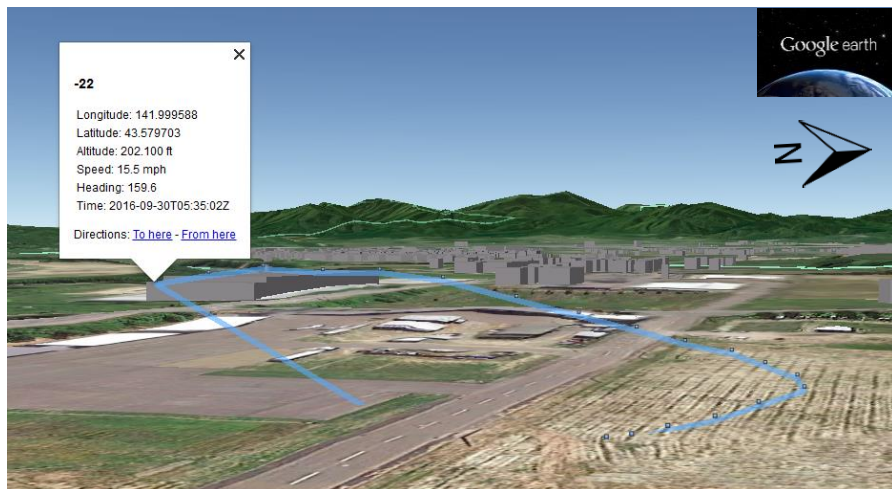 -22
Longitude: 141.999588
Latitude: 43.579703
Altitude: 202.100 ft
Speed: 15.5 mph
Heading: 159.6
Time: 2016-09-30T05:35:02Z
Directions: To here - From here
Google earth
N